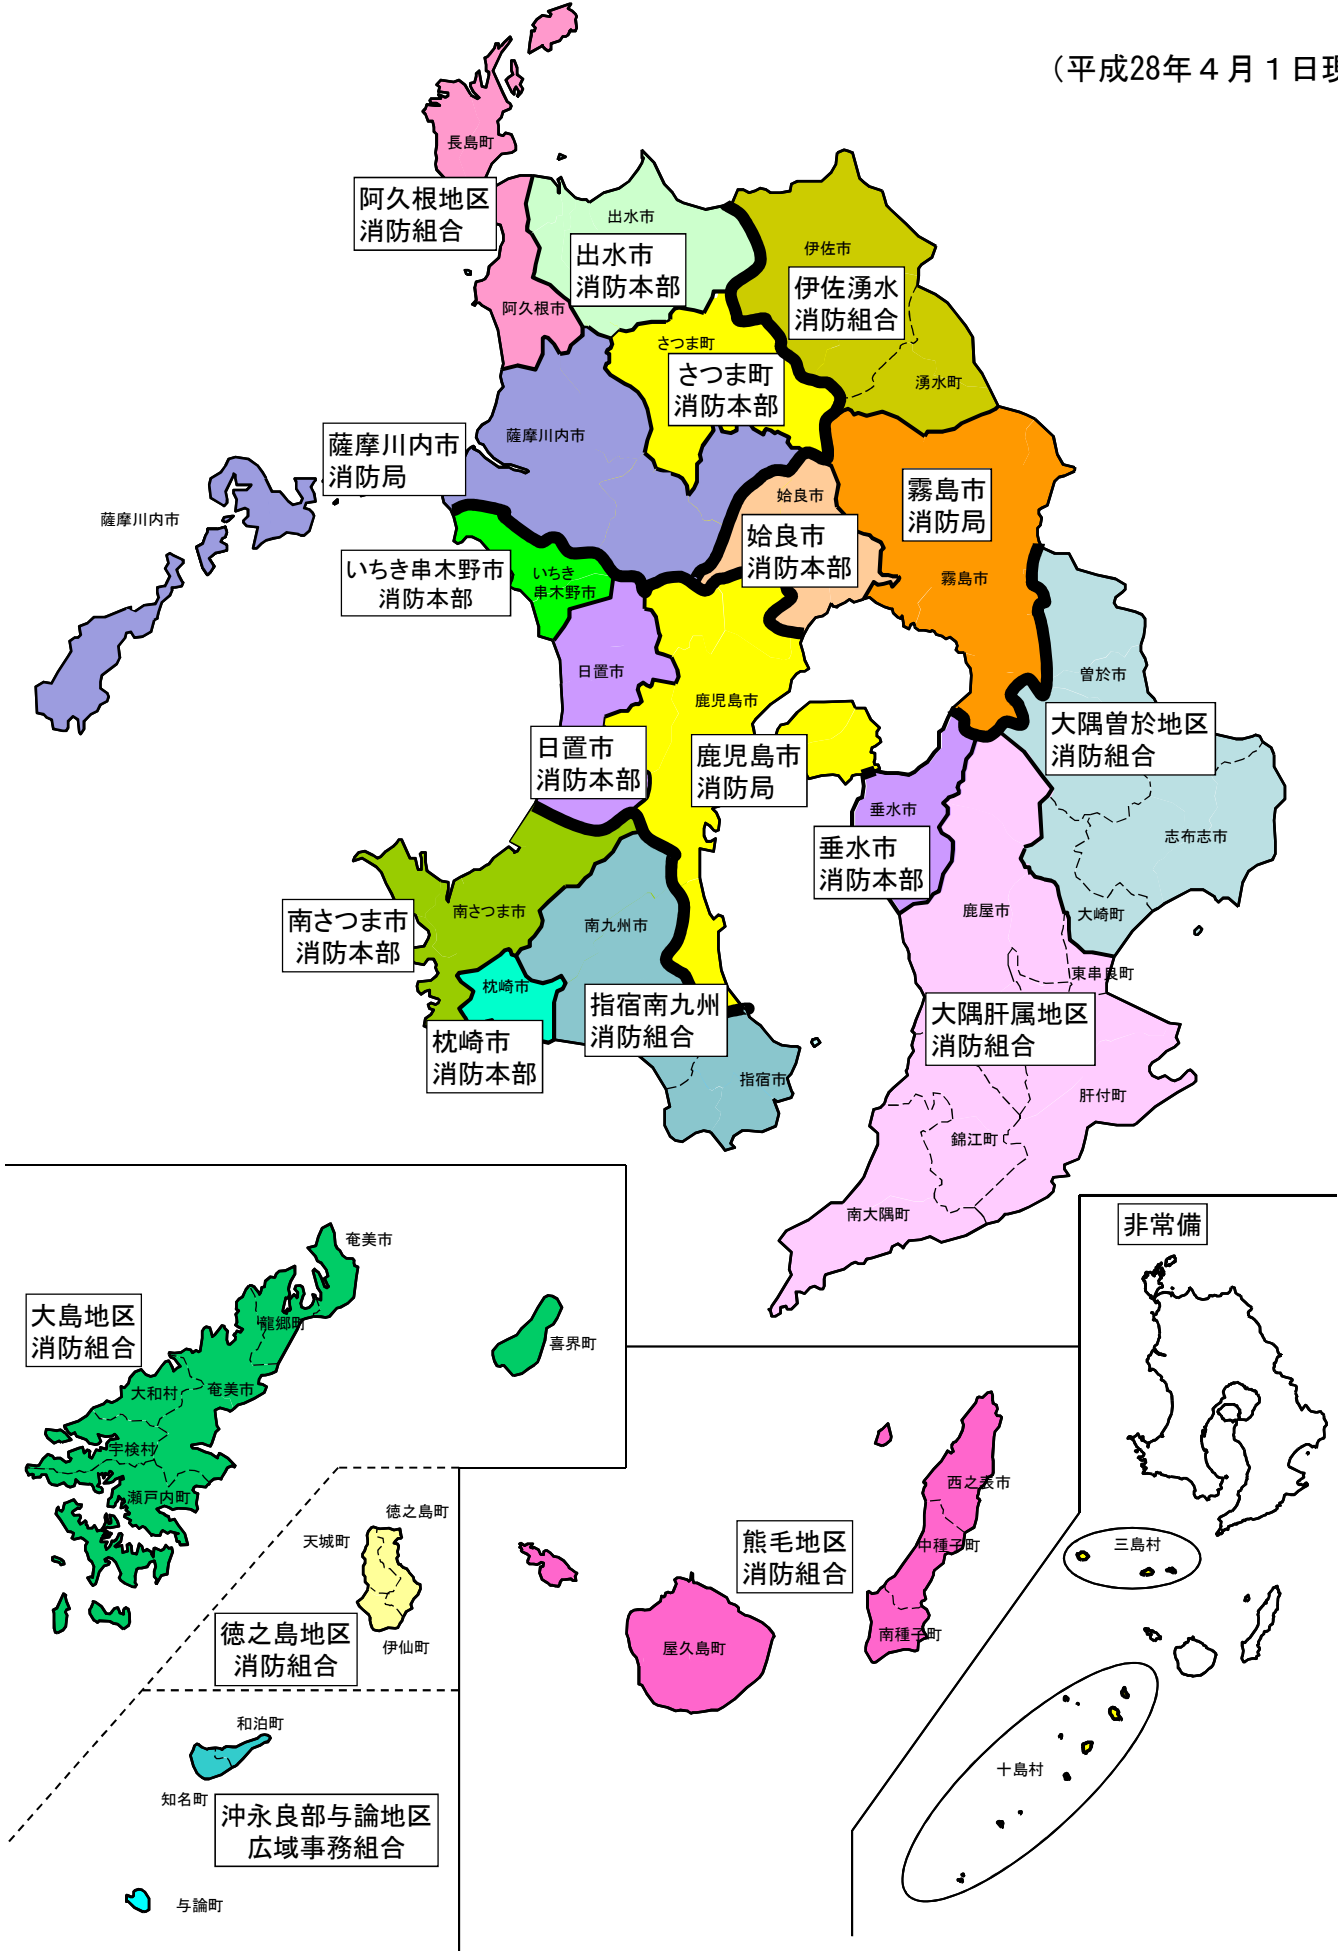 （平成28年４月１日現
長島町
阿久根地区
消防組合
出水市
出水市
消防本部
伊佐市
伊佐湧水
消防組合
阿久根市
さつま町
さつま町
消防本部
湧水町
薩摩川内市
消防局
薩摩川内市
薩摩川内市
霧島市
消防局
姶良市
姶良市
消防本部
いちき串木野市
消防本部
いちき
串木野市
霧島市
日置市
鹿児島市
曽於市
大隅曽於地区
消防組合
日置市
消防本部
鹿児島市
消防局
垂水市
垂水市
消防本部
志布志市
南さつま市
消防本部
南さつま市
南九州市
鹿屋市
大崎町
東串良町
枕崎市
枕崎市
消防本部
指宿南九州
消防組合
大隅肝属地区
消防組合
指宿市
肝付町
錦江町
南大隅町
非常備
奄美市
大島地区
消防組合
龍郷町
喜界町
大和村
奄美市
宇検村
瀬戸内町
西之表市
徳之島町
天城町
熊毛地区
消防組合
中種子町
三島村
徳之島地区
消防組合
伊仙町
屋久島町
南種子町
和泊町
知名町
十島村
沖永良部与論地区
広域事務組合
与論町